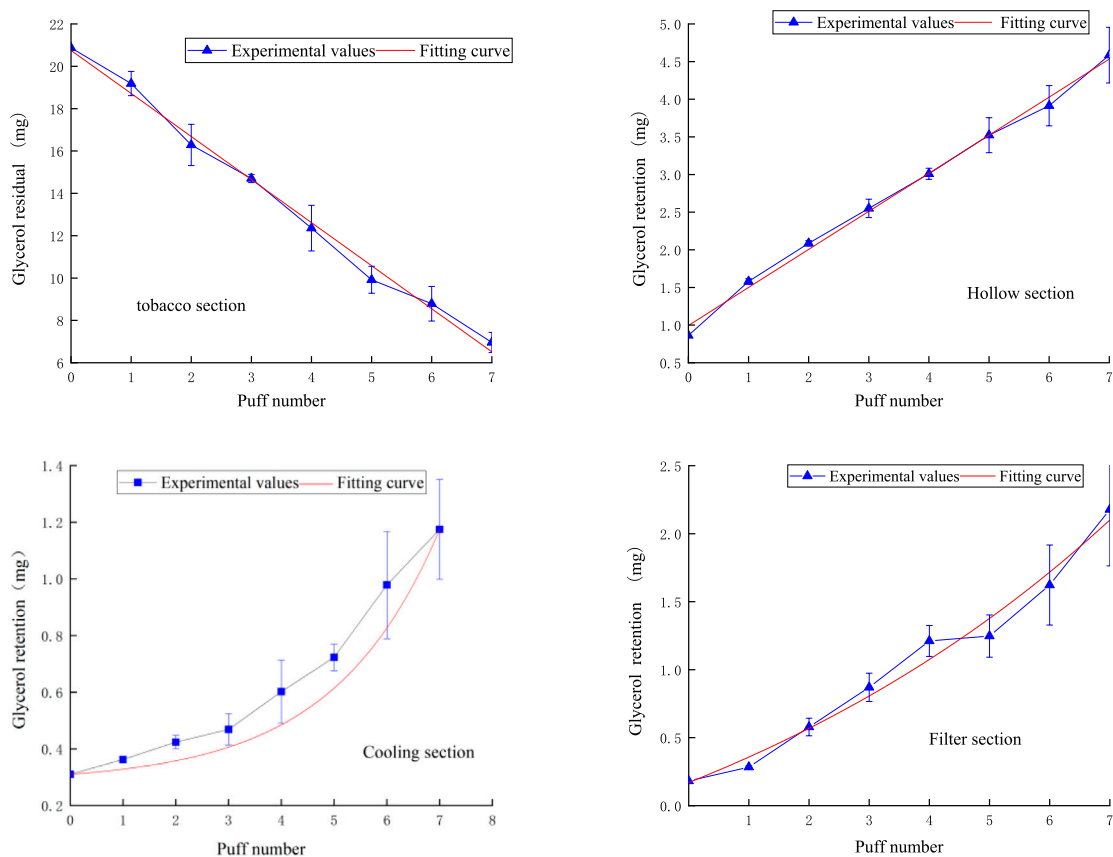 22
20
18
16
14
12
10
8
6
Glycerol residual (mg)
Experimental values
Fitting curve
tobacco section
0 1 2 3 4 5 6 7
Puff number
5.0
4.5
4.0
3.5
3.0
2.5
2.0
1.5
1.0
0.5
Glycerol retention (mg)
Experimental values
Fitting curve
Hollow section
0 1 2 3 4 5 6 7
Puff number
1.4
1.2
1.0
0.8
0.6
0.4
0.2
Glycerol retention (mg)
Experimental values
Fitting curve
Cooling section
0 1 2 3 4 5 6 7 8
Puff number
2.5
2.0
1.5
1.0
0.5
0.0
Glycerol retention (mg)
Experimental values
Fitting curve
Filter section
0 1 2 3 4 5 6 7
Puff number